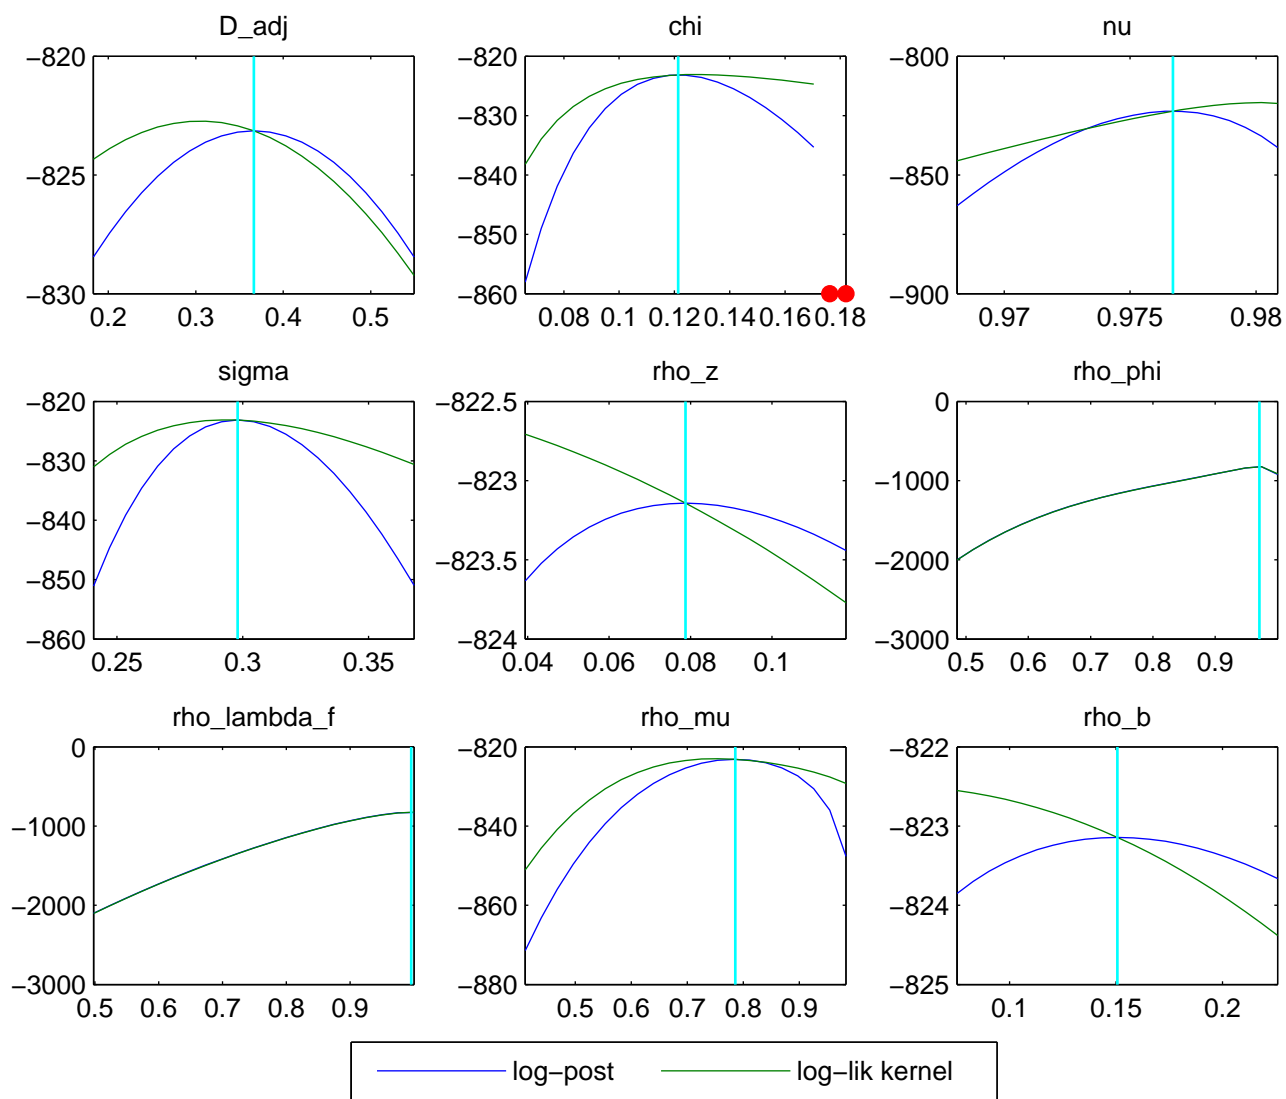 D_adj chi nu
−820 −820 −800
−830
−825 −840 −850
−850
−830 −860 −900
0.2 0.3 0.4 0.5 0.08 0.1 0.12 0.14 0.16 0.18 0.97 0.975 0.98
sigma rho_z rho_phi
−820 −822.5 0
−830 −823 −1000
−840
−850 −823.5 −2000
−860 −824 −3000
0.25 0.3 0.35 0.04 0.06 0.08 0.1 0.5 0.6 0.7 0.8 0.9
rho_lambda_f rho_mu rho_b
0 −820 −822
−1000 −840 −823
−2000 −860 −824
−3000 −880 −825
0.5 0.6 0.7 0.8 0.9 0.5 0.6 0.7 0.8 0.9 0.1 0.15 0.2
log−post log−lik kernel